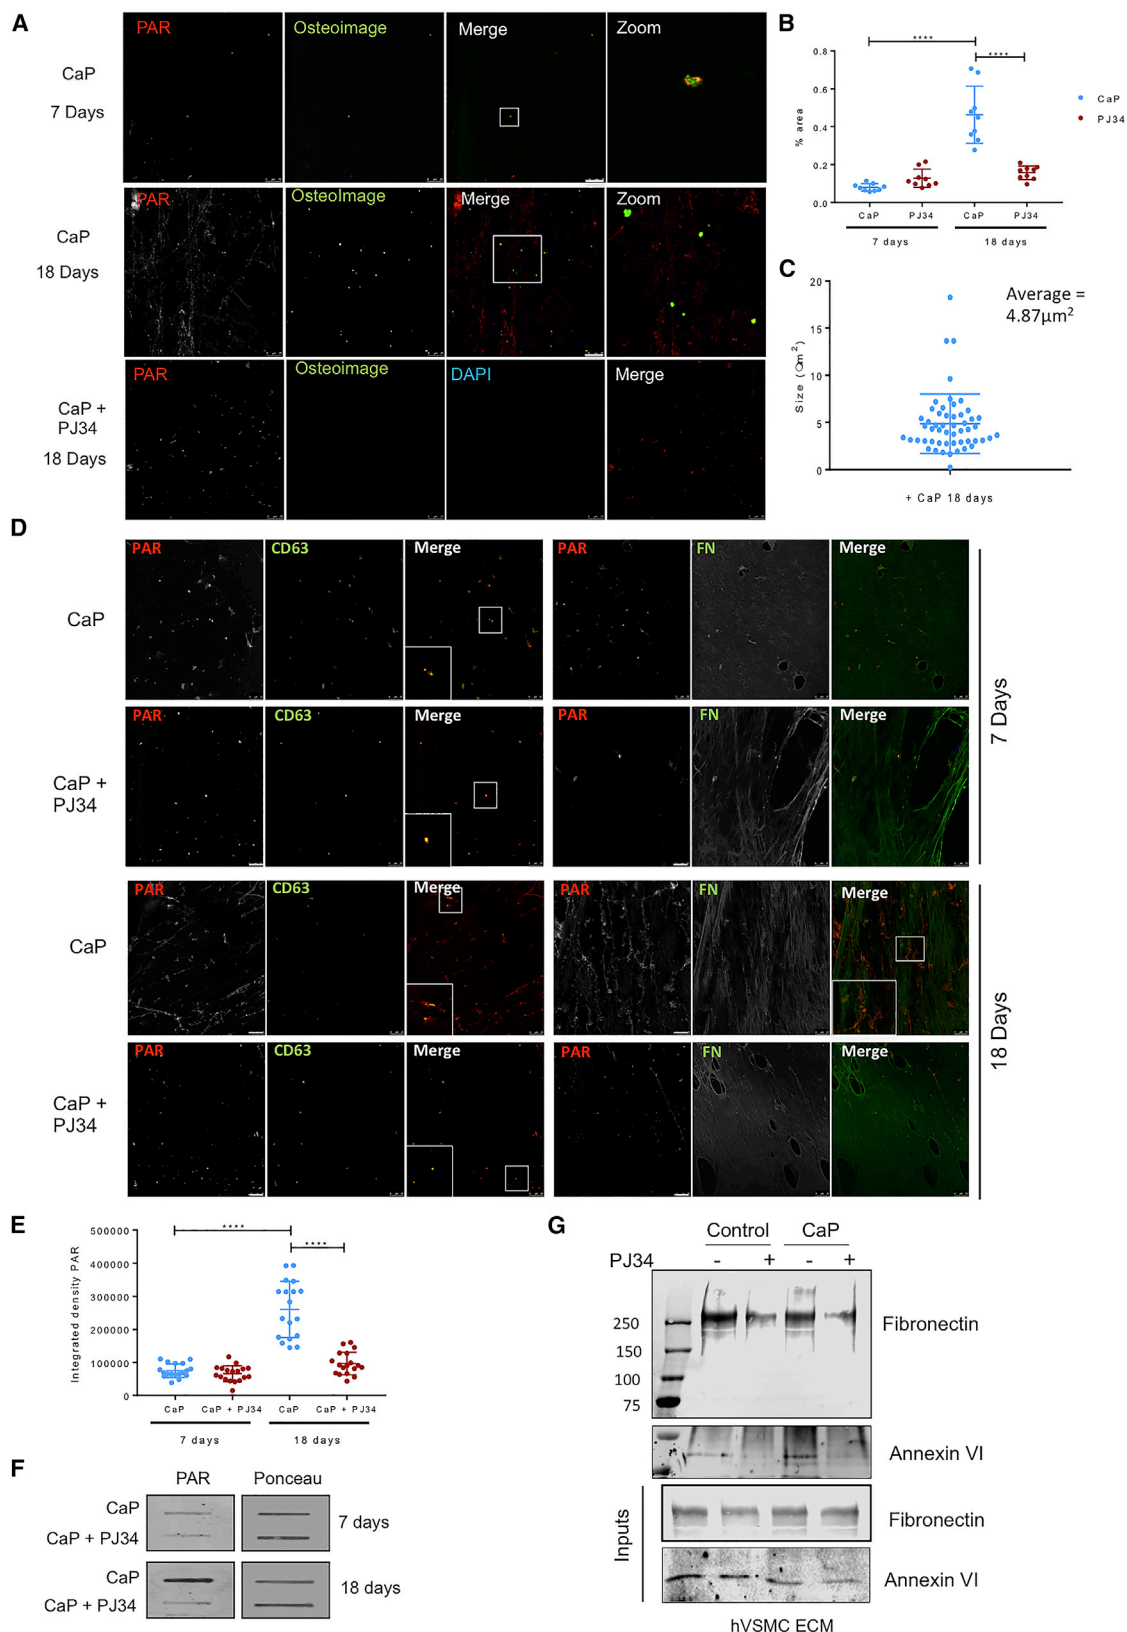 A
PAR
Osteoimage
Merge
Zoom
CaP
7 Days
PAR
OsteoImage
Merge
Zoom
CaP
18 Days
PAR
Osteoimage
DAPI
Merge
CaP +
PJ34
18 Days
B
****
****
0.8
0.6
0.4
0.2
0.0
% area
CaP
PJ34
CaP
PJ34
CaP
PJ34
7 days
18 days
C
20
15
10
5
0
Average =
4.87µm²
+ CaP 18 days
D
PAR
CD63
Merge
PAR
FN
Merge
CaP
PAR
CD63
Merge
PAR
FN
Merge
CaP +
PJ34
7 Days
PAR
CD63
Merge
PAR
FN
Merge
CaP
PAR
CD63
Merge
PAR
FN
Merge
CaP +
PJ34
18 Days
E
****
****
500000
400000
300000
200000
100000
0
Integrated density PAR
CaP
CaP + PJ34
CaP
CaP + PJ34
7 days
18 days
F
PAR
Ponceau
CaP
CaP + PJ34
7 days
CaP
CaP + PJ34
18 days
G
Control
CaP
PJ34
-
+
-
+
250
150
100
75
Fibronectin
Annexin VI
Inputs
Fibronectin
Annexin VI
hVSMC ECM